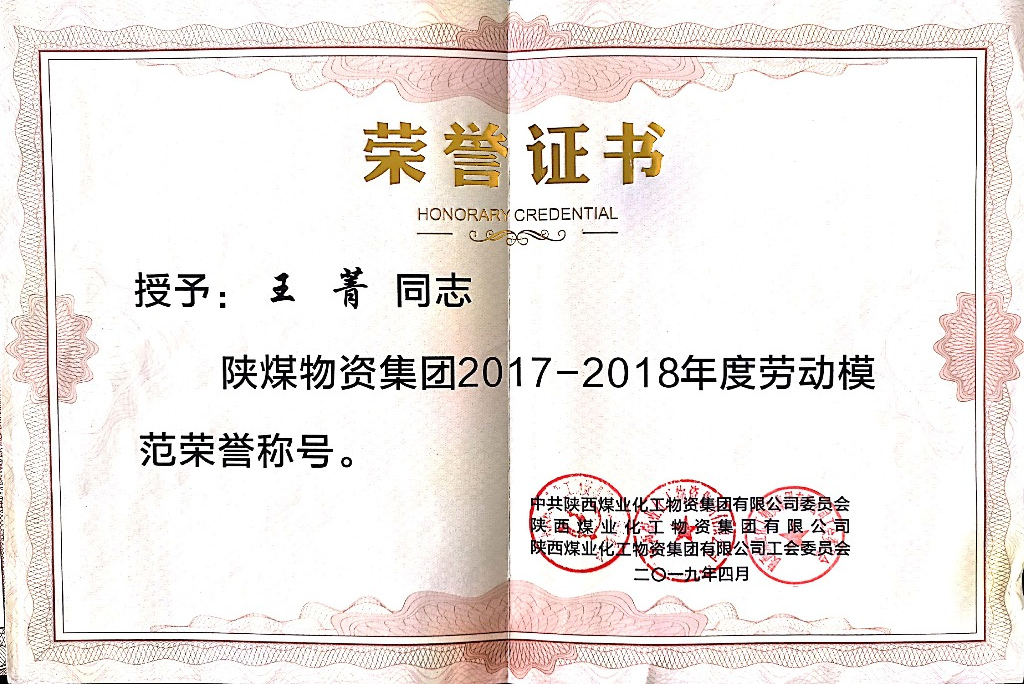 荣誉证书
HONORARY CREDENTIAL
授予：王菁同志
陕煤物资集团2017-2018年度劳动模
范荣誉称号。
中共陕西煤业化工物资集团有限公司委员会
陕西煤业化工物资集团有限公司
陕西煤业化工物资集团有限公司工会委员会
二〇一九年四月